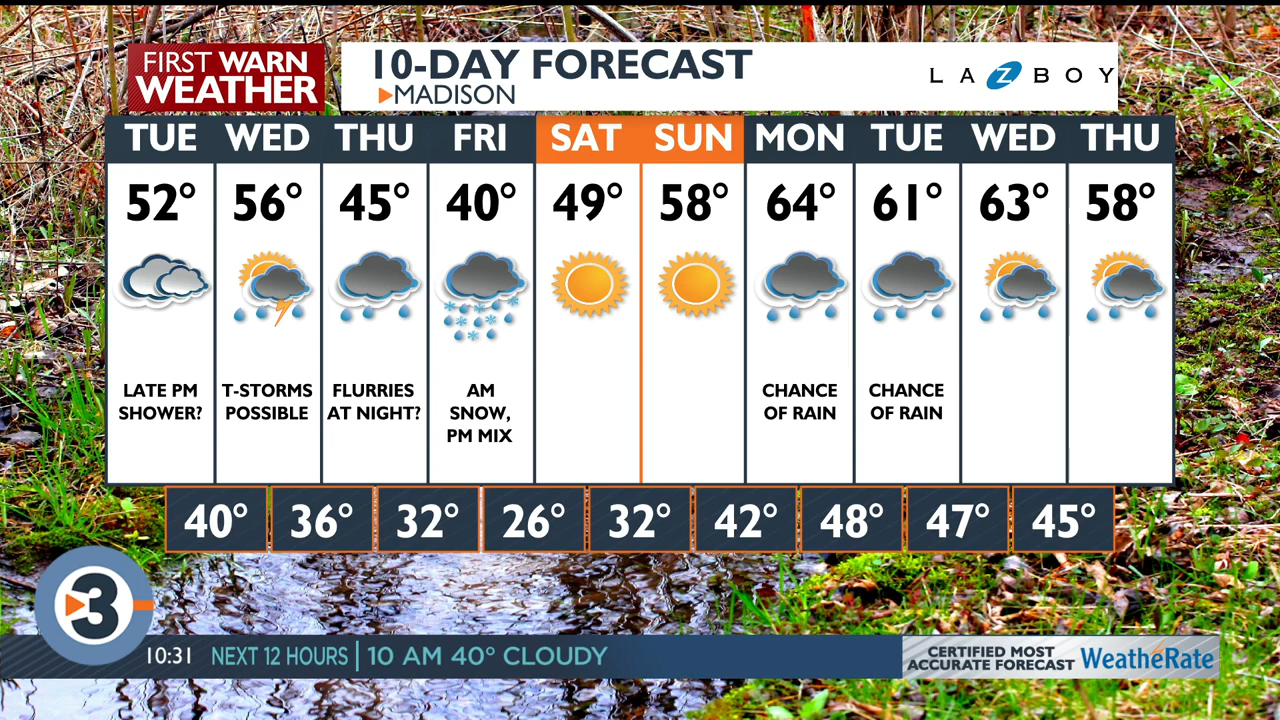 FIRST WARN
WEATHER
10-DAY FORECAST
MADISON
LA Z BOY
TUE WED THU FRI SAT SUN MON TUE WED THU
52° 56° 45° 40° 49° 58° 64° 61° 63° 58°
LATE PM
SHOWER?
T-STORMS
POSSIBLE
FLURRIES
AT NIGHT?
AM
SNOW,
PM MIX
CHANCE
OF RAIN
CHANCE
OF RAIN
40° 36° 32° 26° 32° 42° 48° 47° 45°
3
10:31 NEXT 12 HOURS | 10 AM 40° CLOUDY
CERTIFIED MOST
ACCURATE FORECAST
WeatheRate